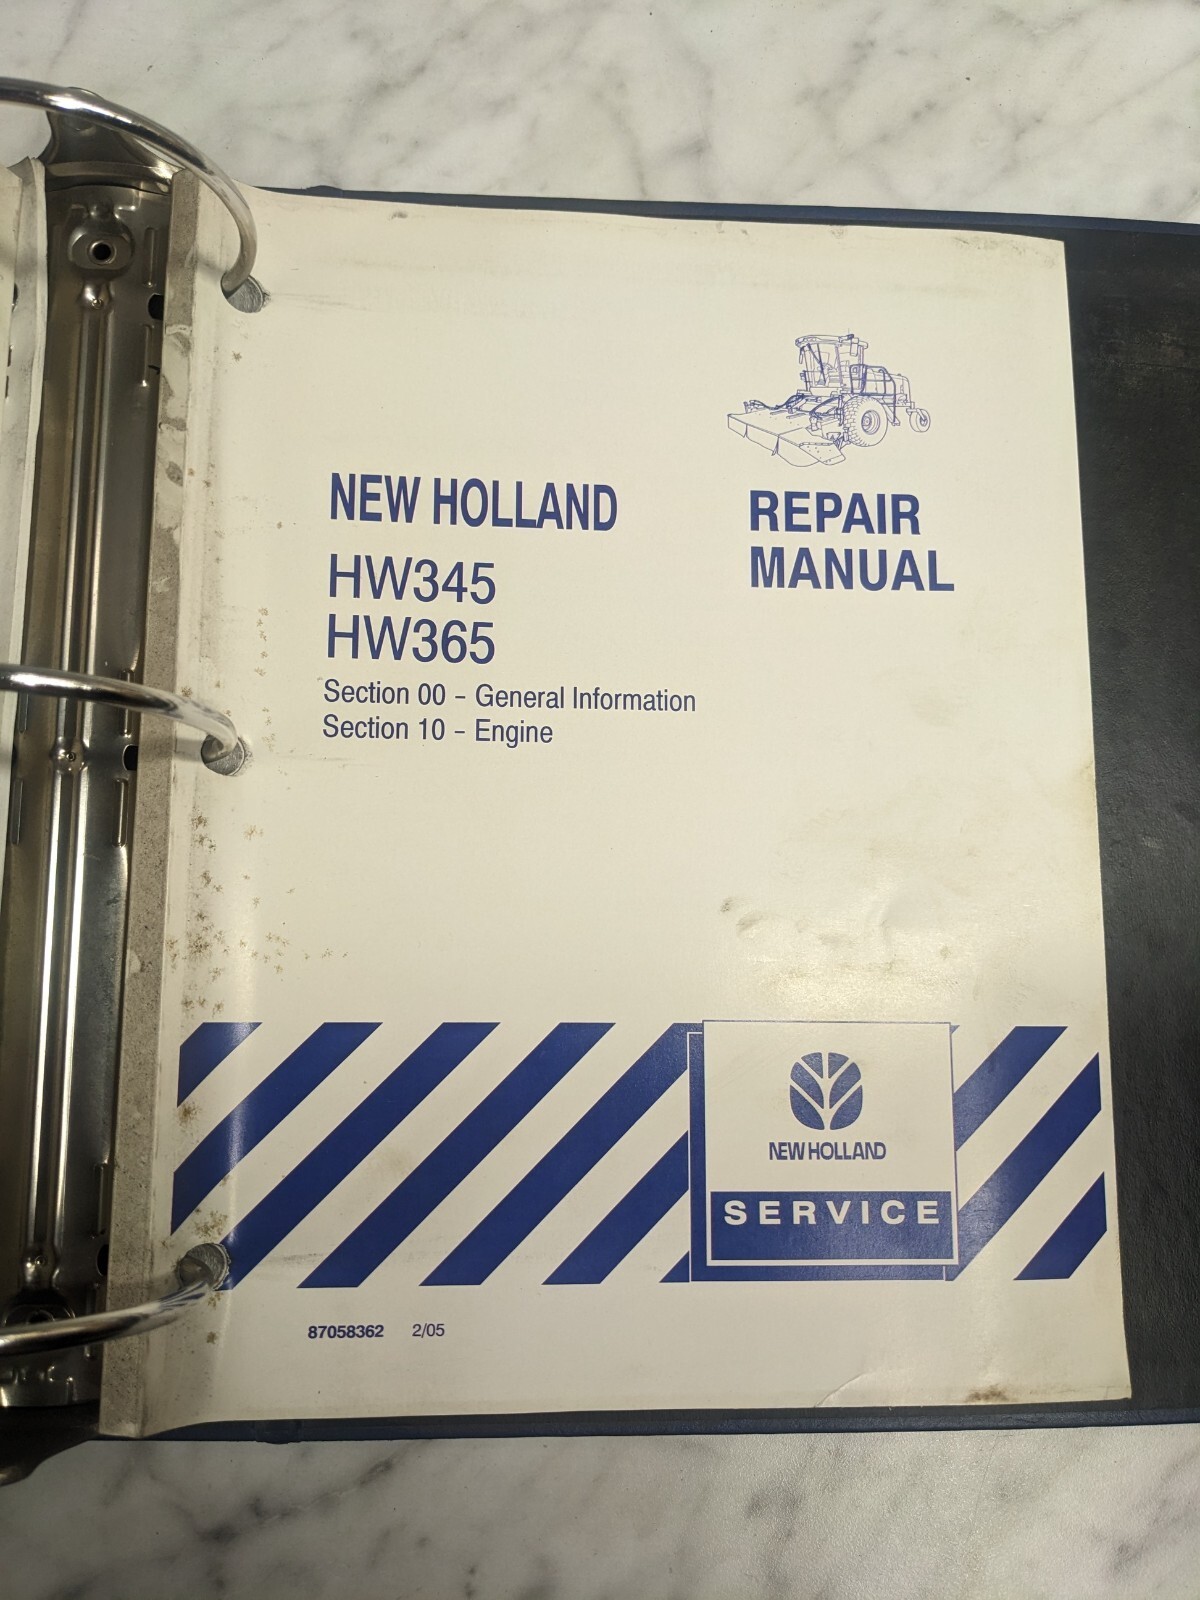 NEW HOLLAND
HW345
HW365
Section 00 - General Information
Section 10 - Engine
REPAIR
MANUAL
NEW HOLLAND
SERVICE
87058362 2/05